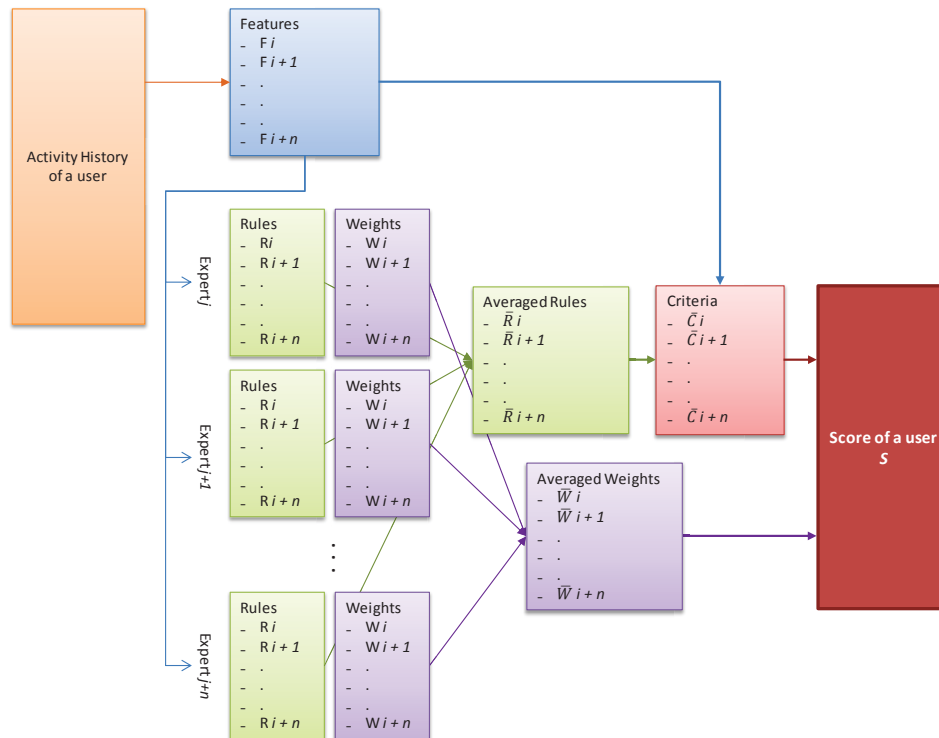 Activity History
of a user
Features
- F i
- F i + 1
- .
- .
- .
- F i + n
Expert j
Rules
- R i
- R i + 1
- .
- .
- .
- R i + n
Weights
- W i
- W i + 1
- .
- .
- .
- W i + n
Expert j+1
Rules
- R i
- R i + 1
- .
- .
- .
- R i + n
Weights
- W i
- W i + 1
- .
- .
- .
- W i + n
. . .
Expert j+n
Rules
- R i
- R i + 1
- .
- .
- .
- R i + n
Weights
- W i
- W i + 1
- .
- .
- .
- W i + n
Averaged Rules
- R̄ i
- R̄ i + 1
- .
- .
- .
- R̄ i + n
Averaged Weights
- W̄ i
- W̄ i + 1
- .
- .
- .
- W̄ i + n
Criteria
- C̄ i
- C̄ i + 1
- .
- .
- .
- C̄ i + n
Score of a user
S